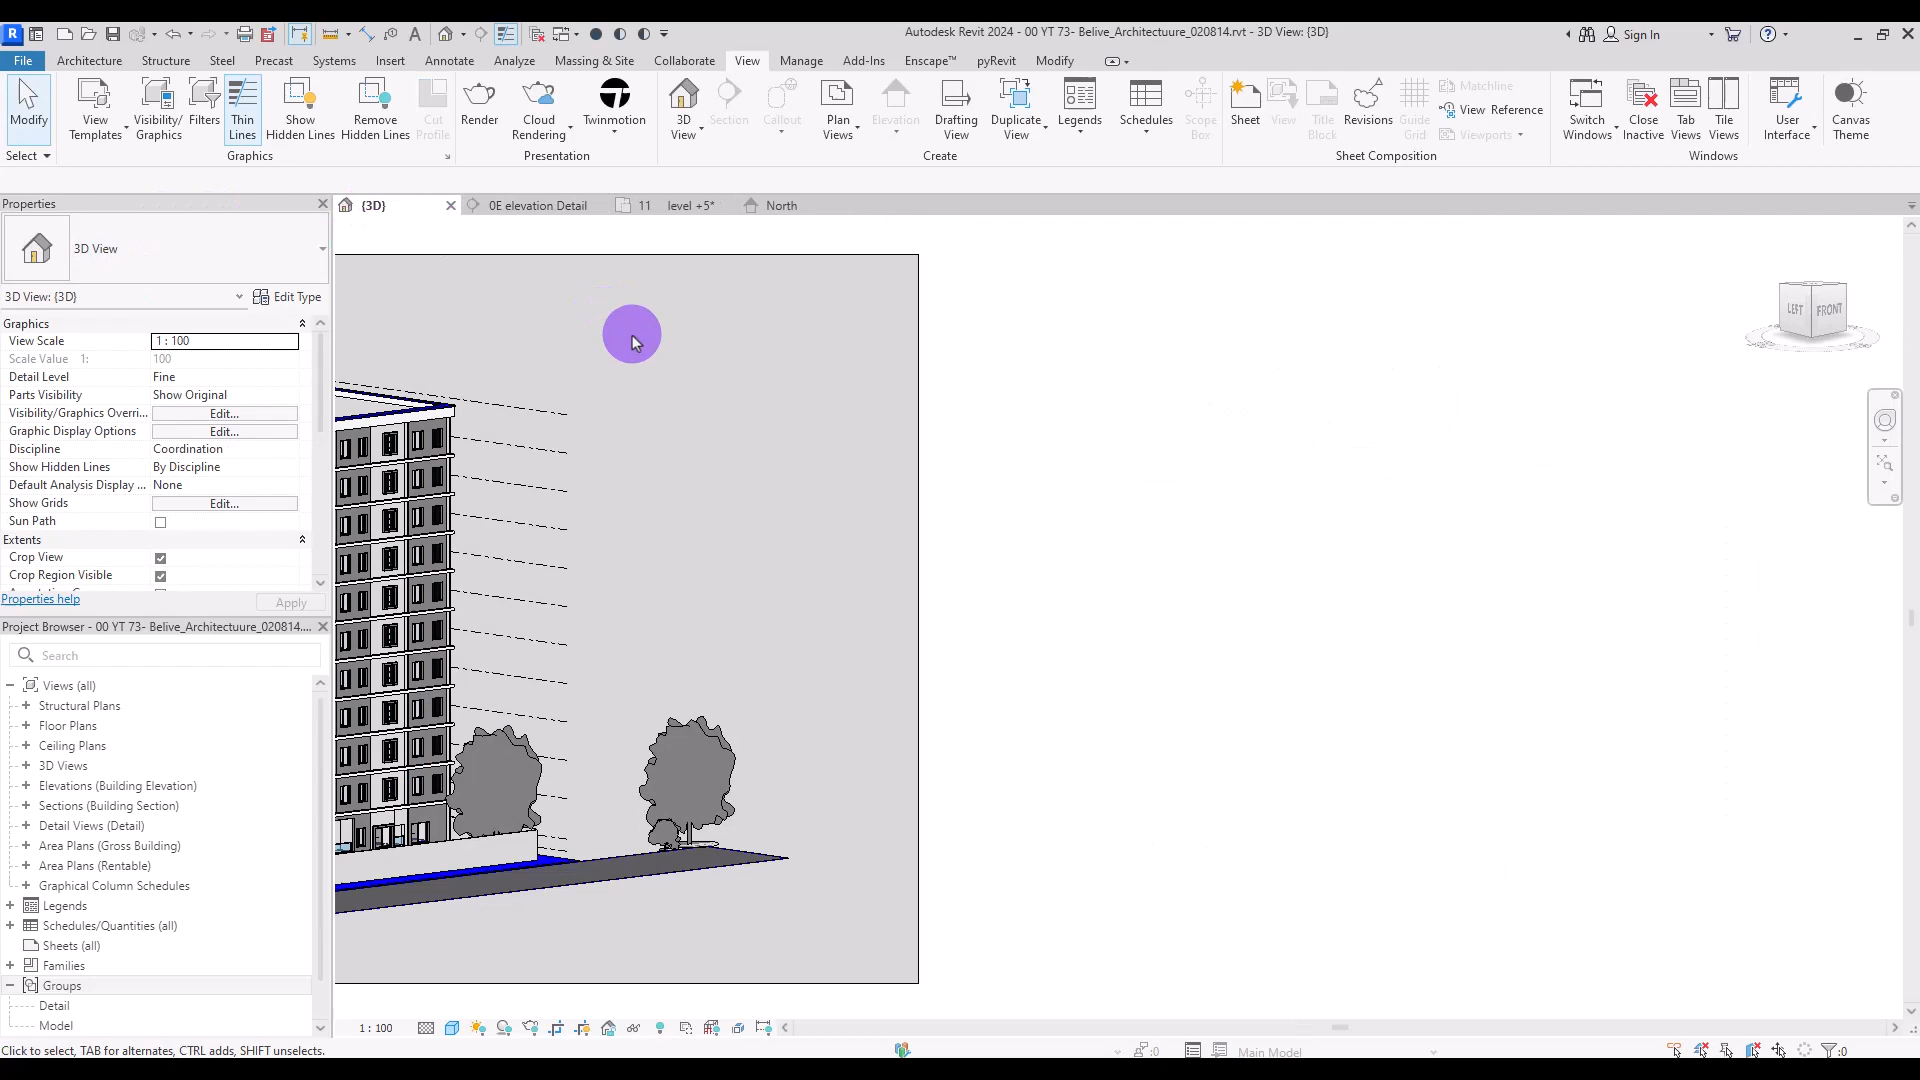 Autodesk Revit 2024 - 00 YT 73- Belive_Architectuure_020814.rvt - 3D View: {3D}
Sign In
File Architecture Structure Steel Precast Systems Insert Annotate Analyze Massing & Site Collaborate View Manage Add-Ins Enscape™ pyRevit Modify
Modify
View Templates
Visibility/ Graphics
Filters
Thin Lines
Show Hidden Lines
Remove Hidden Lines
Cut Profile
Render
Cloud Rendering
Twinmotion
3D View
Section
Callout
Plan Views
Elevation
Drafting View
Duplicate View
Legends
Schedules
Scope Box
Sheet
View
Title Block
Revisions
Guide Grid
Matchline
View Reference
Viewports
Switch Windows
Close Inactive
Tab Views
Tile Views
User Interface
Canvas Theme
Select Graphics Presentation Create Sheet Composition Windows
Properties
{3D} 0E elevation Detail 11 level +5* North
3D View
3D View: {3D} Edit Type
Graphics
View Scale 1 : 100
Scale Value 1: 100
Detail Level Fine
Parts Visibility Show Original
Visibility/Graphics Overri... Edit...
Graphic Display Options Edit...
Discipline Coordination
Show Hidden Lines By Discipline
Default Analysis Display ... None
Show Grids Edit...
Sun Path
Extents
Crop View
Crop Region Visible
Properties help Apply
Project Browser - 00 YT 73- Belive_Architectuure_020814....
Search
Views (all)
Structural Plans
Floor Plans
Ceiling Plans
3D Views
Elevations (Building Elevation)
Sections (Building Section)
Detail Views (Detail)
Area Plans (Gross Building)
Area Plans (Rentable)
Graphical Column Schedules
Legends
Schedules/Quantities (all)
Sheets (all)
Families
Groups
Detail
Model
LEFT FRONT
1 : 100
Click to select, TAB for alternates, CTRL adds, SHIFT unselects.
:0
Main Model
:0